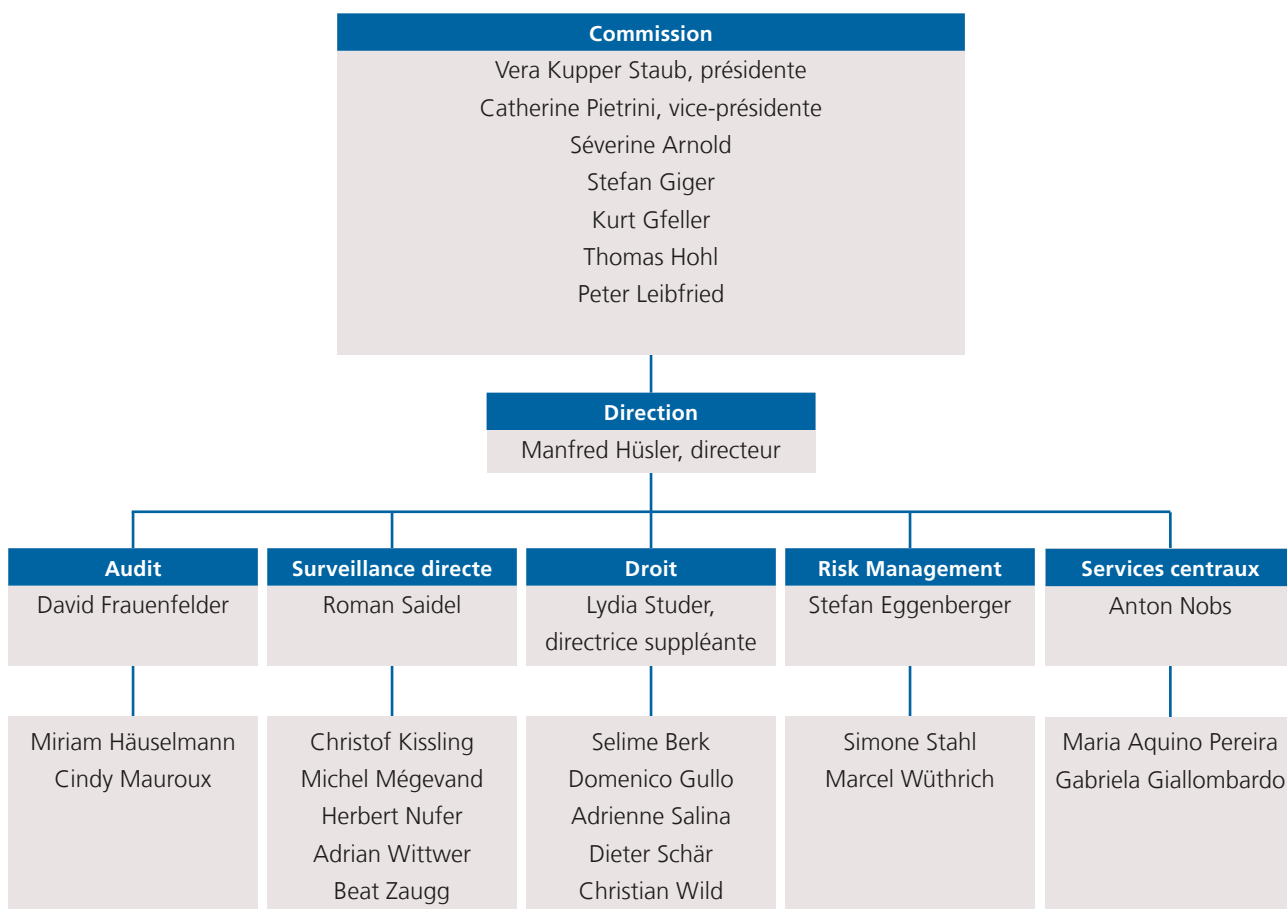 Commission
Vera Kupper Staub, présidente
Catherine Pietrini, vice-présidente
Séverine Arnold
Stefan Giger
Kurt Gfeller
Thomas Hohl
Peter Leibfried
Direction
Manfred Hüsler, directeur
Audit
David Frauenfelder
Miriam Häuselmann
Cindy Mauroux
Surveillance directe
Roman Saidel
Christof Kissling
Michel Mégevand
Herbert Nufer
Adrian Wittwer
Beat Zaugg
Droit
Lydia Studer,
directrice suppléante
Selime Berk
Domenico Gullo
Adrienne Salina
Dieter Schär
Christian Wild
Risk Management
Stefan Eggenberger
Simone Stahl
Marcel Wüthrich
Services centraux
Anton Nobs
Maria Aquino Pereira
Gabriela Giallombardo